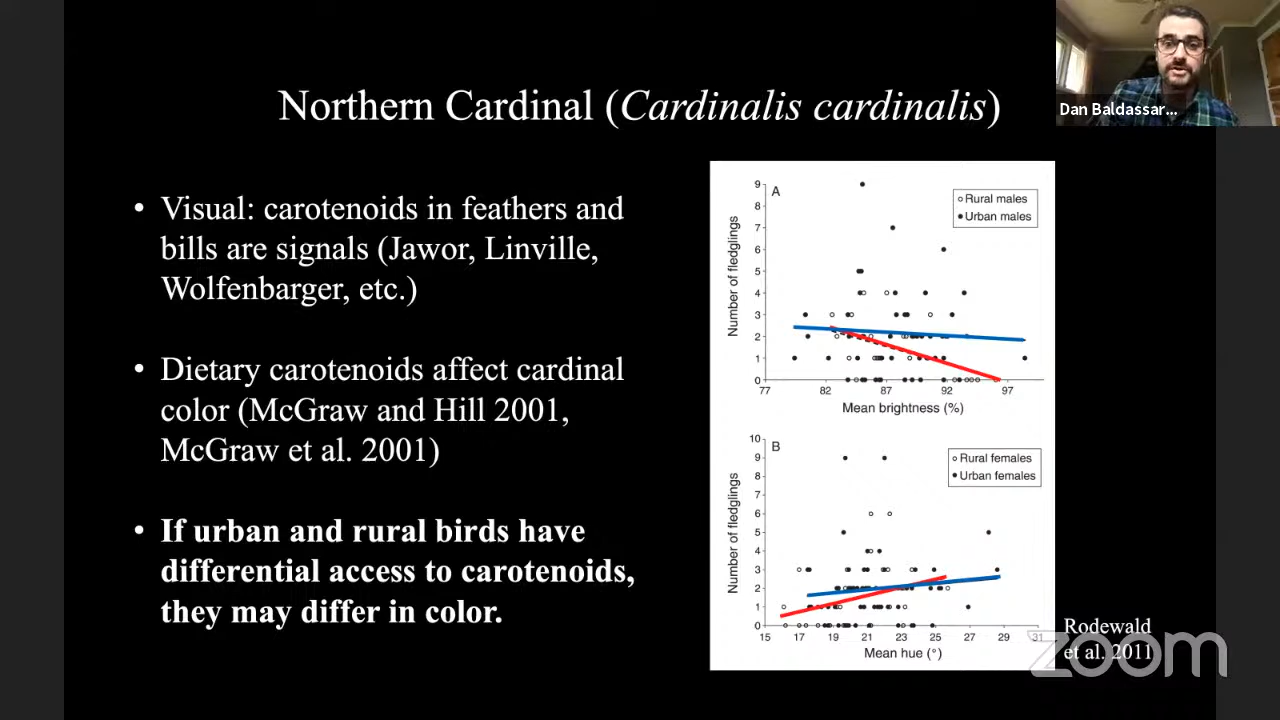 Northern Cardinal (Cardinalis cardinalis)
Dan Baldassar...
• Visual: carotenoids in feathers and
bills are signals (Jawor, Linville,
Wolfenbarger, etc.)
• Dietary carotenoids affect cardinal
color (McGraw and Hill 2001,
McGraw et al. 2001)
• If urban and rural birds have
differential access to carotenoids,
they may differ in color.
A
Rural males
Urban males
Number of fledglings
9
8
7
6
5
4
3
2
1
0
77 82 87 92 97
Mean brightness (%)
B
Rural females
Urban females
Number of fledglings
10
9
8
7
6
5
4
3
2
1
0
15 17 19 21 23 25 27 29 31
Mean hue (°)
Rodewald
et al. 2011
zoom